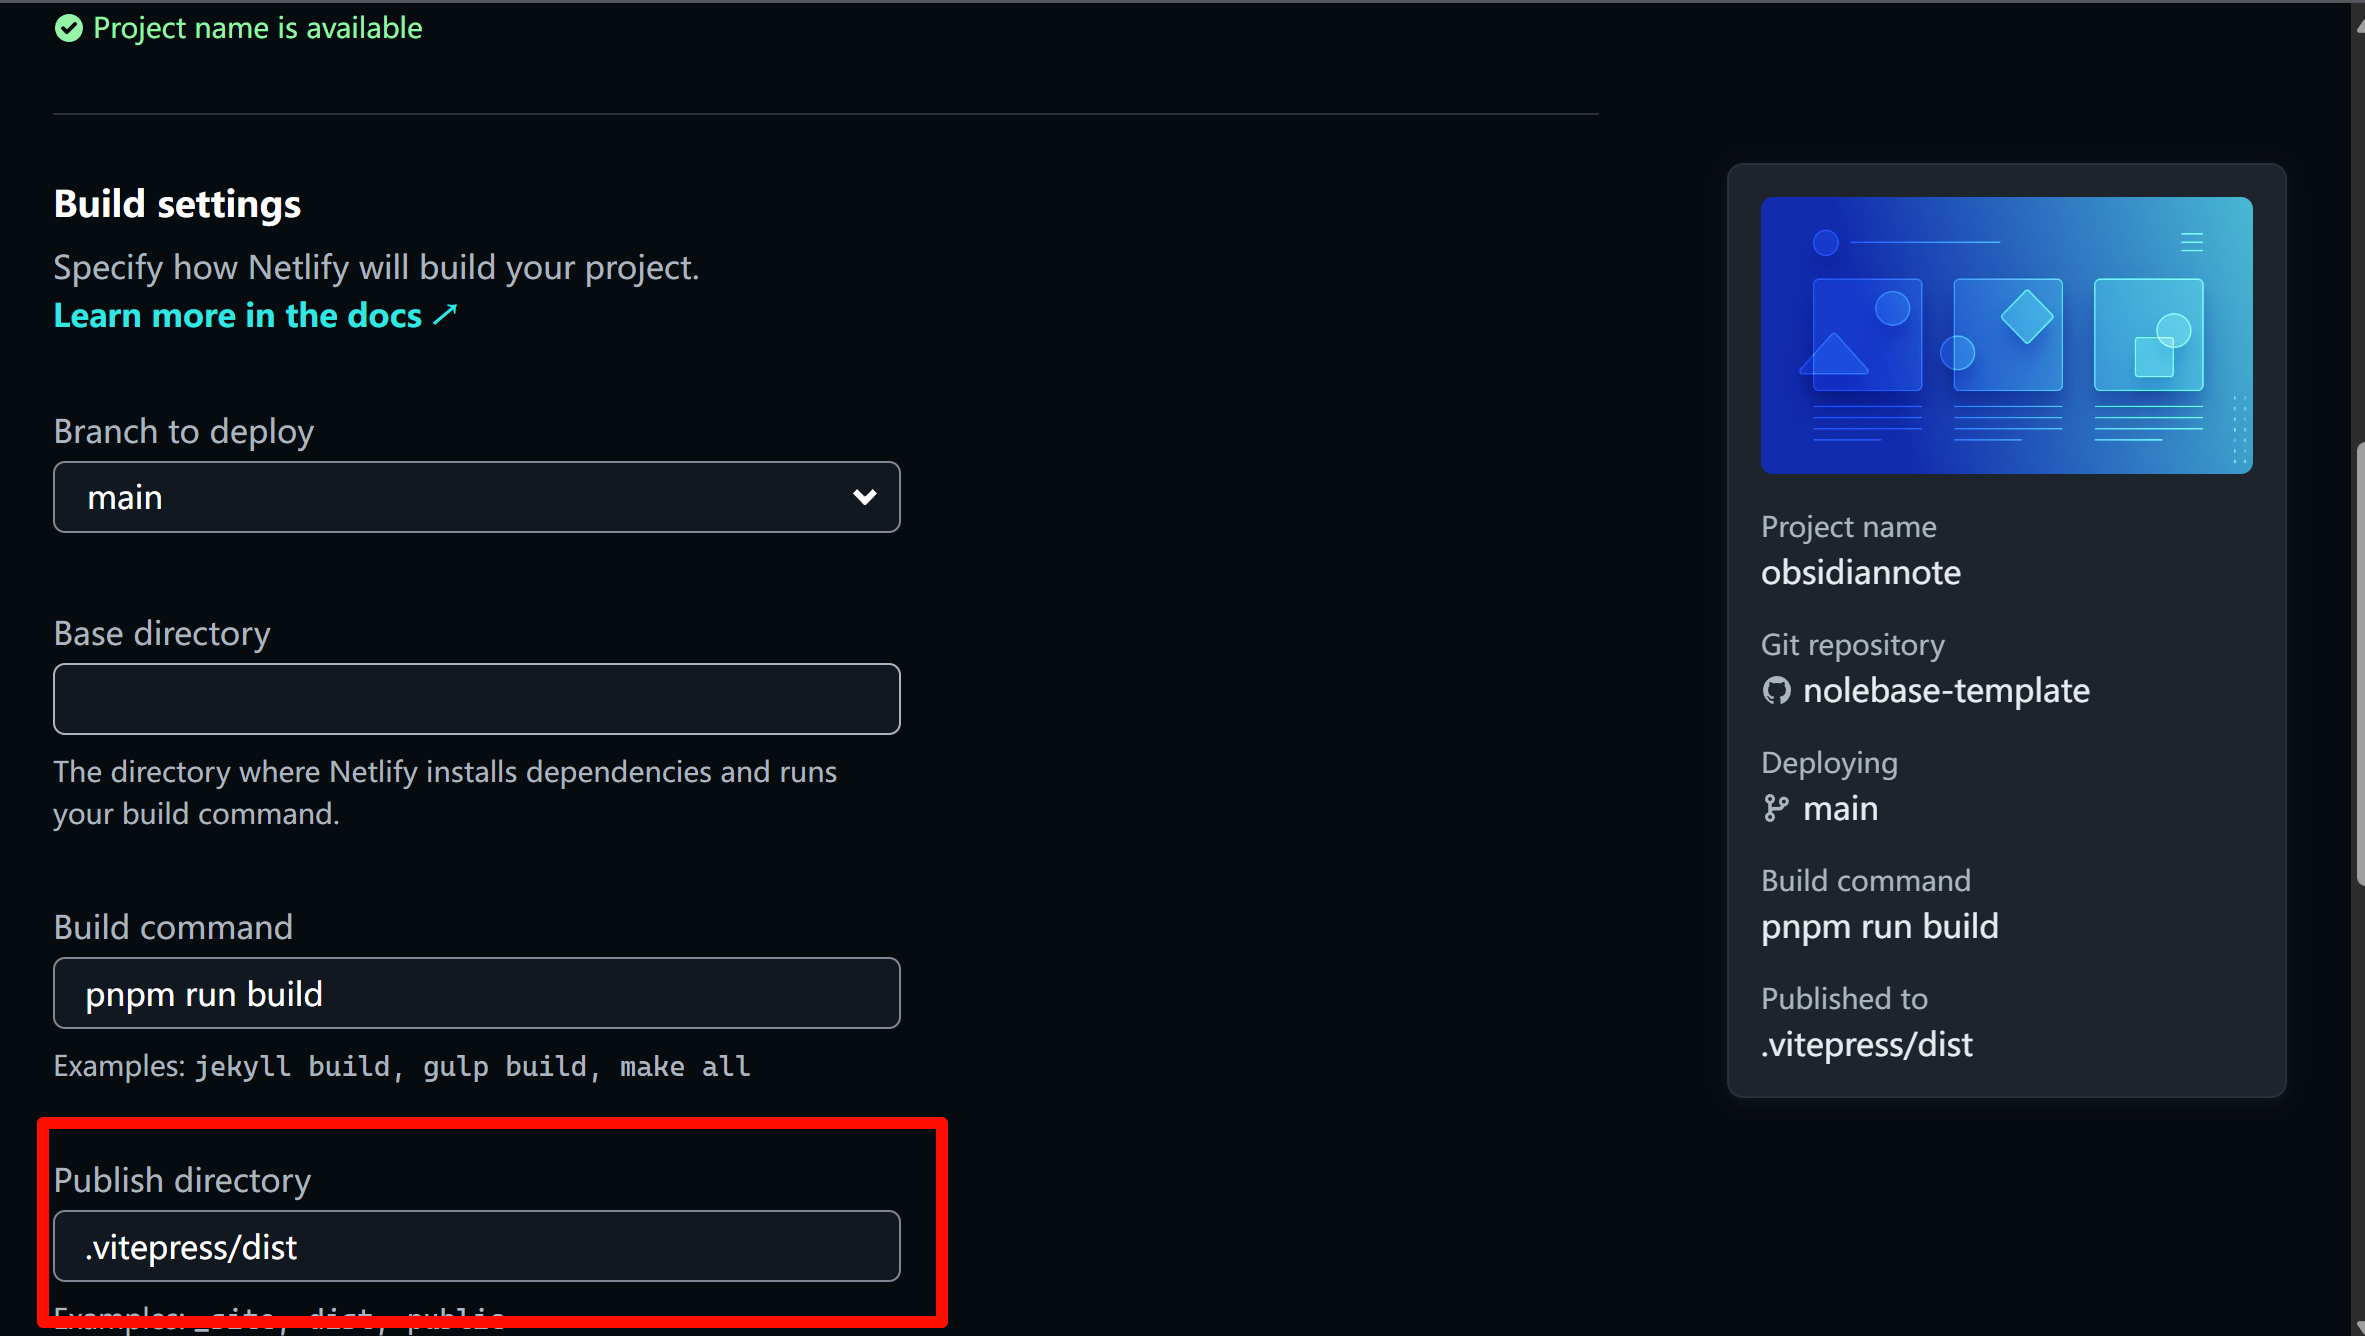 Project name is available
Build settings
Specify how Netlify will build your project.
Learn more in the docs ↗
Branch to deploy
main
Base directory
The directory where Netlify installs dependencies and runs
your build command.
Build command
pnpm run build
Examples: jekyll build, gulp build, make all
Publish directory
.vitepress/dist
Examples: _site, dist, public
Project name
obsidiannote
Git repository
nolebase-template
Deploying
main
Build command
pnpm run build
Published to
.vitepress/dist